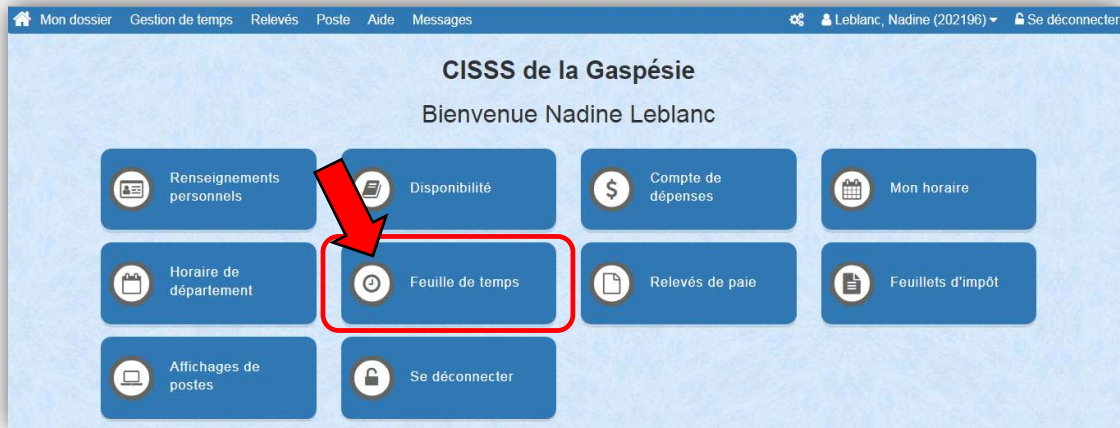 Mon dossier Gestion de temps Relevés Poste Aide Messages Leblanc, Nadine (202196) Se déconnecter
CISSS de la Gaspésie
Bienvenue Nadine Leblanc
Renseignements
personnels
Disponibilité
Compte de
dépenses
Mon horaire
Horaire de
département
Feuille de temps
Relevés de paie
Feuillets d'impôt
Affichages de
postes
Se déconnecter